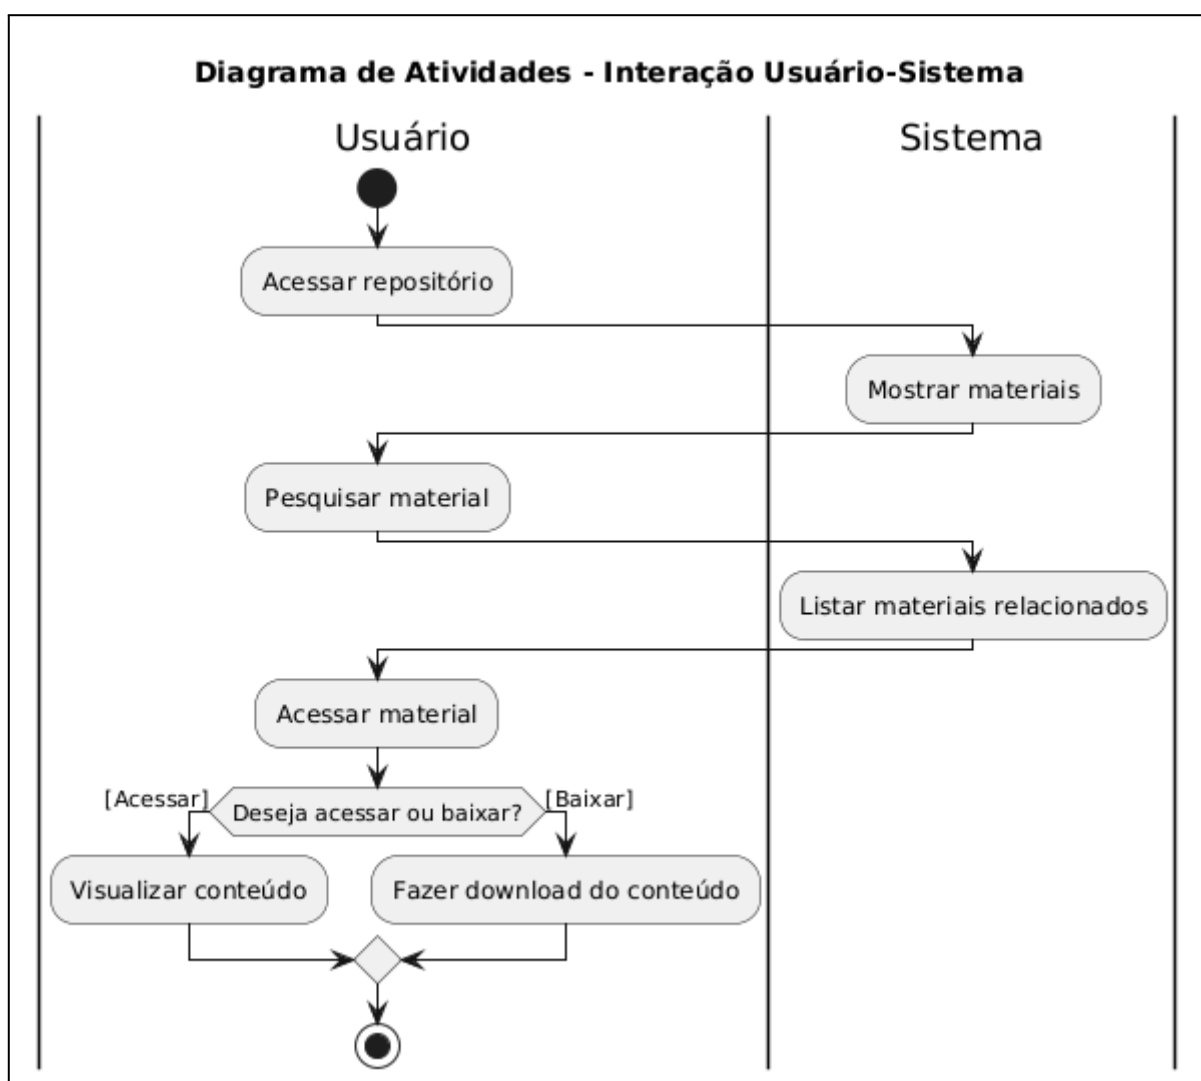 Diagrama de Atividades - Interação Usuário-Sistema
Usuário
Sistema
Acessar repositório
Mostrar materiais
Pesquisar material
Listar materiais relacionados
Acessar material
[Acessar]
Deseja acessar ou baixar?
[Baixar]
Visualizar conteúdo
Fazer download do conteúdo